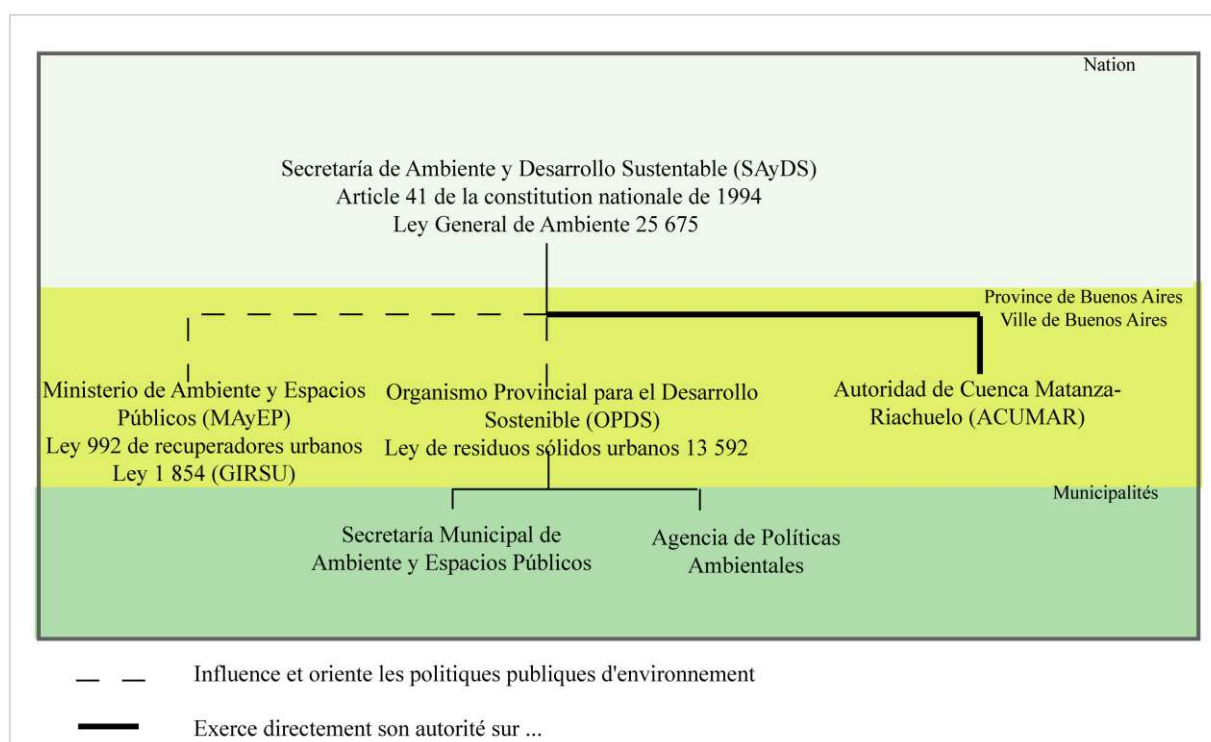 Nation
Secretaría de Ambiente y Desarrollo Sustentable (SAyDS)
Article 41 de la constitution nationale de 1994
Ley General de Ambiente 25 675
Province de Buenos Aires
Ville de Buenos Aires
Ministerio de Ambiente y Espacios
Públicos (MAyEP)
Ley 992 de recuperadores urbanos
Ley 1 854 (GIRSU)
Organismo Provincial para el Desarrollo
Sostenible (OPDS)
Ley de residuos sólidos urbanos 13 592
Autoridad de Cuenca Matanza-
Riachuelo (ACUMAR)
Municipalités
Secretaría Municipal de
Ambiente y Espacios Públicos
Agencia de Políticas
Ambientales
Influence et oriente les politiques publiques d'environnement
Exerce directement son autorité sur ...